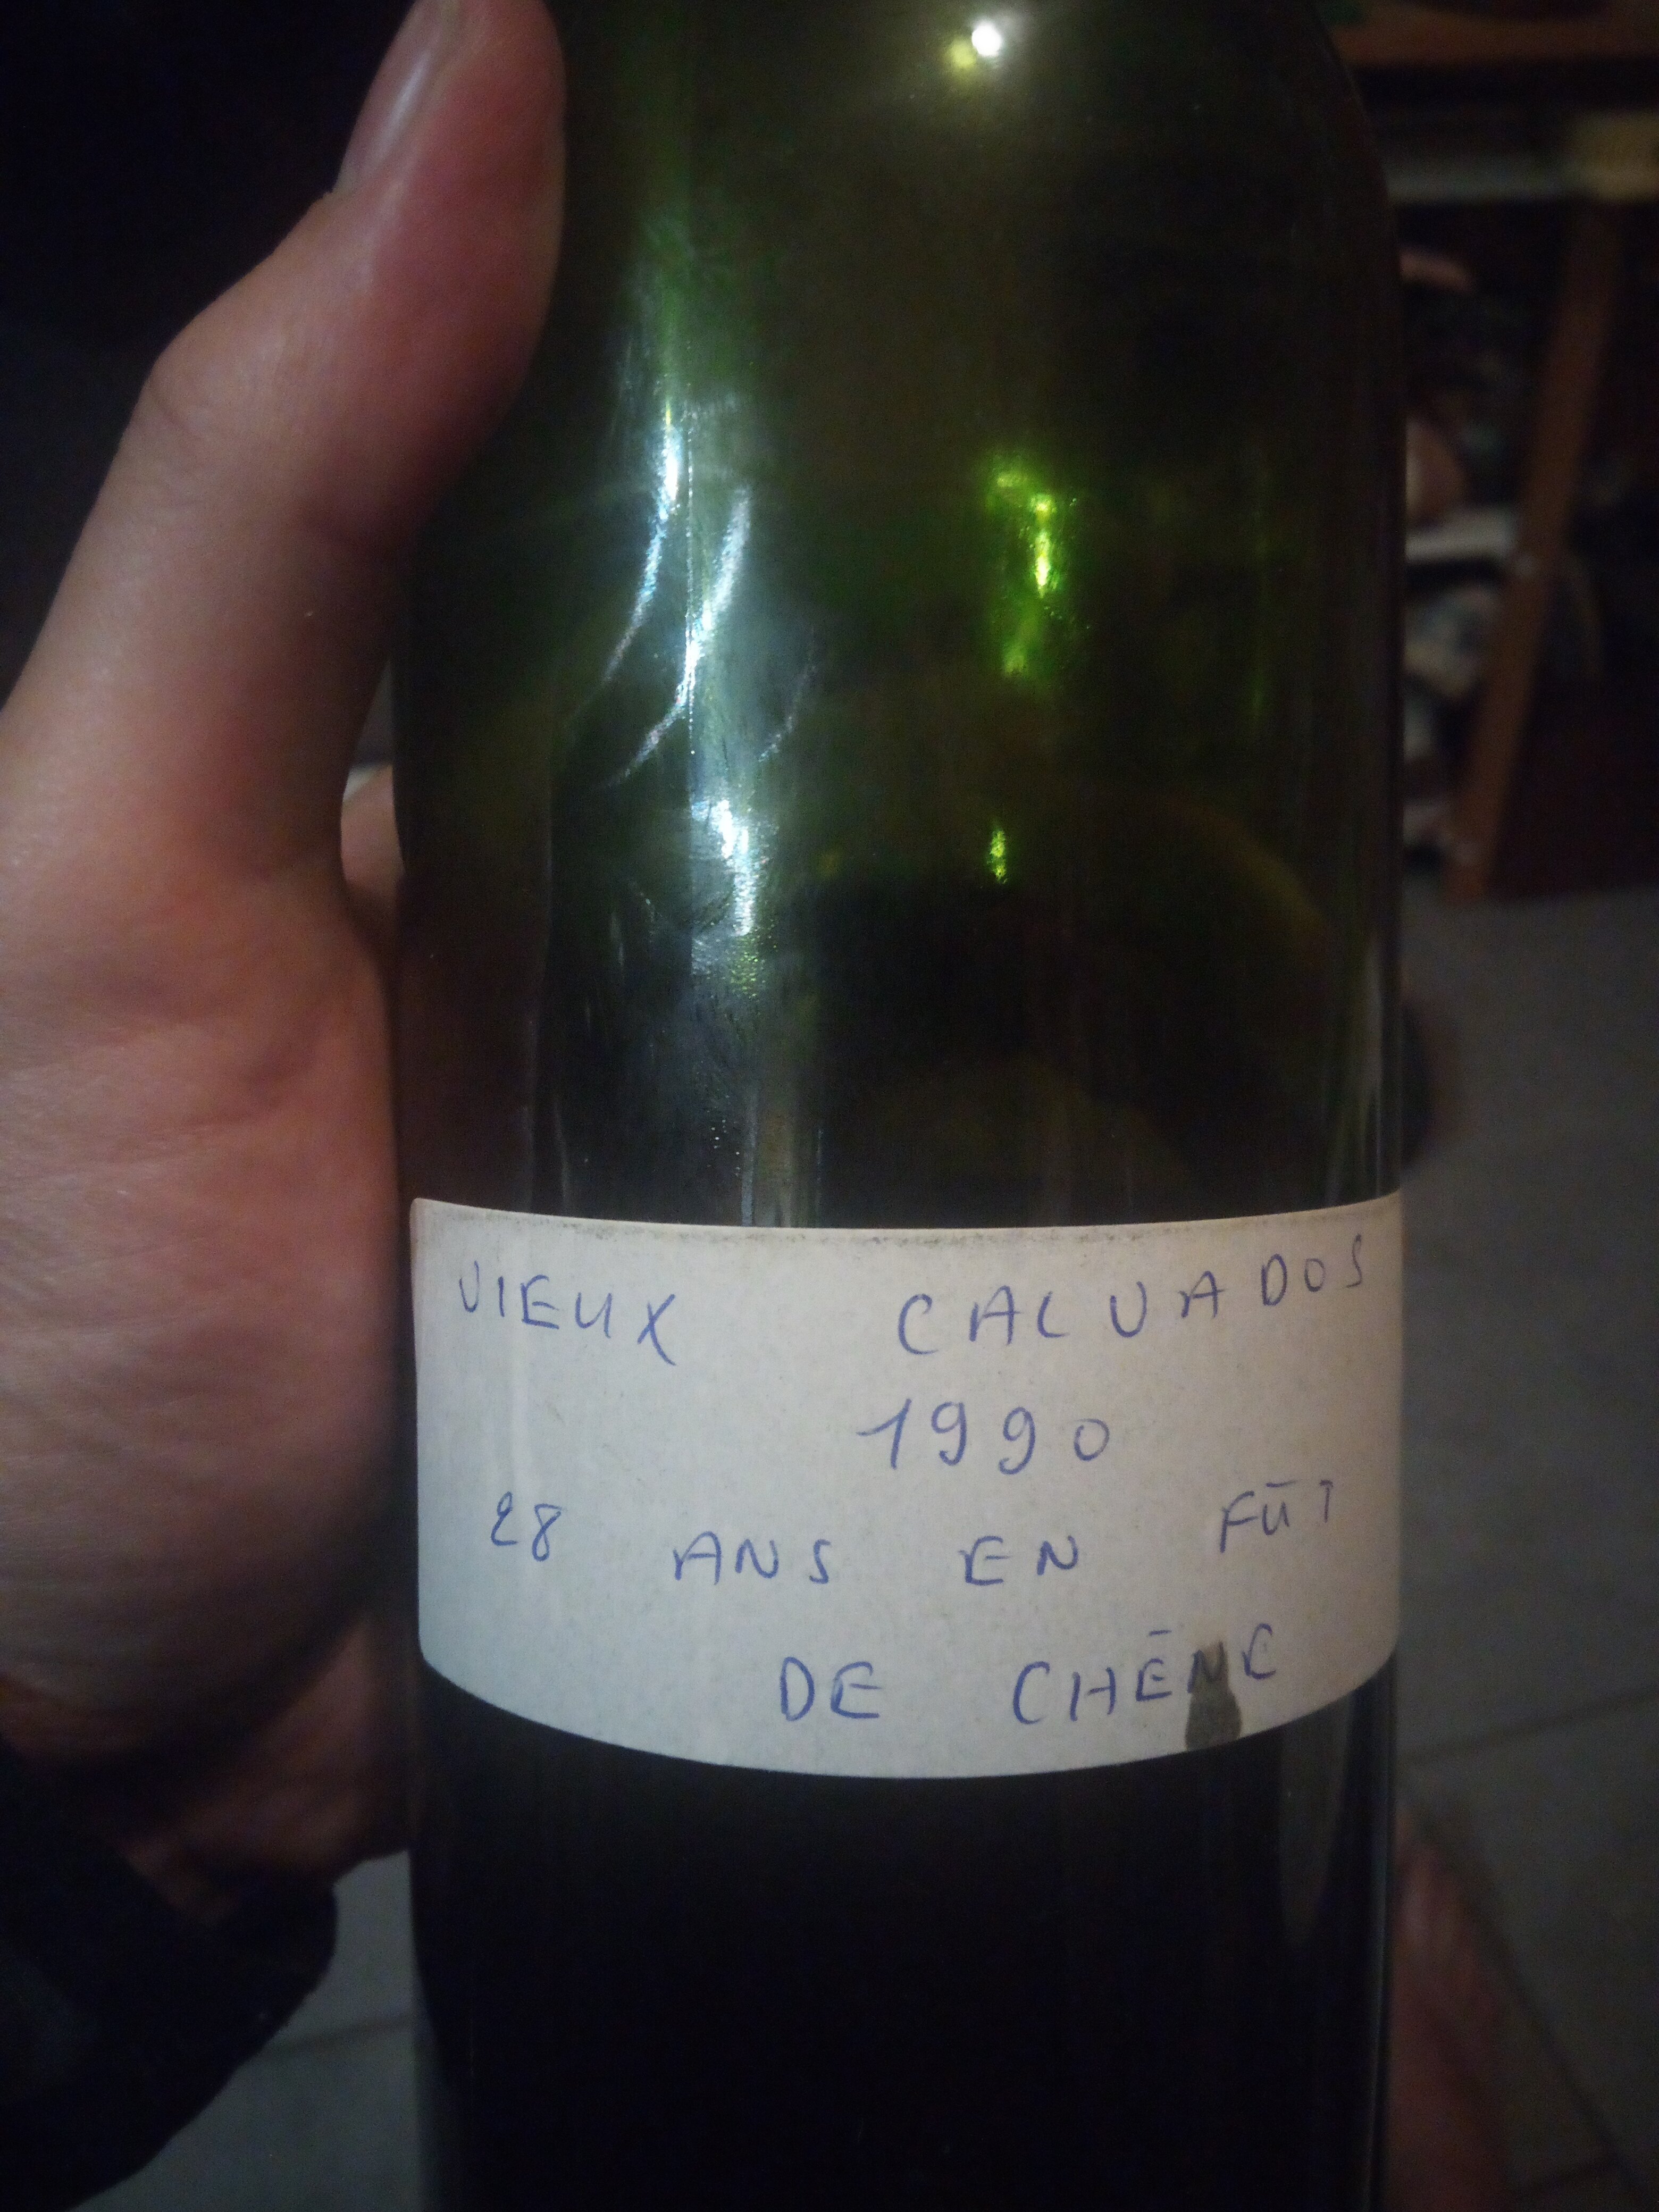 VIEUX CALVADOS
1990
28 ANS EN FÛT
DE CHÊNE